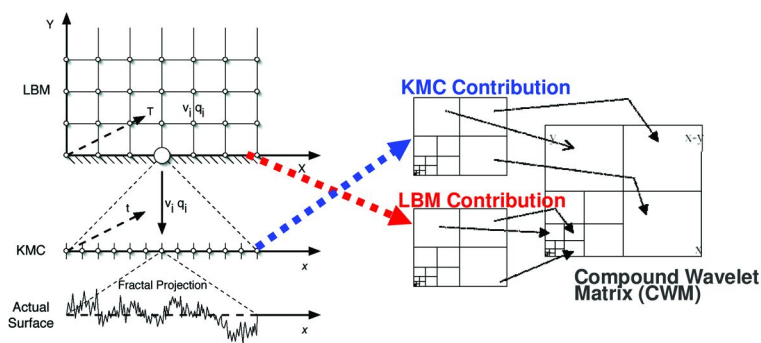 Y
LBM
T
v_i q_i
X
t
v_i q_i
KMC
x
Fractal Projection
Actual
Surface
x
KMC Contribution
y
x-y
LBM Contribution
x
Compound Wavelet
Matrix (CWM)